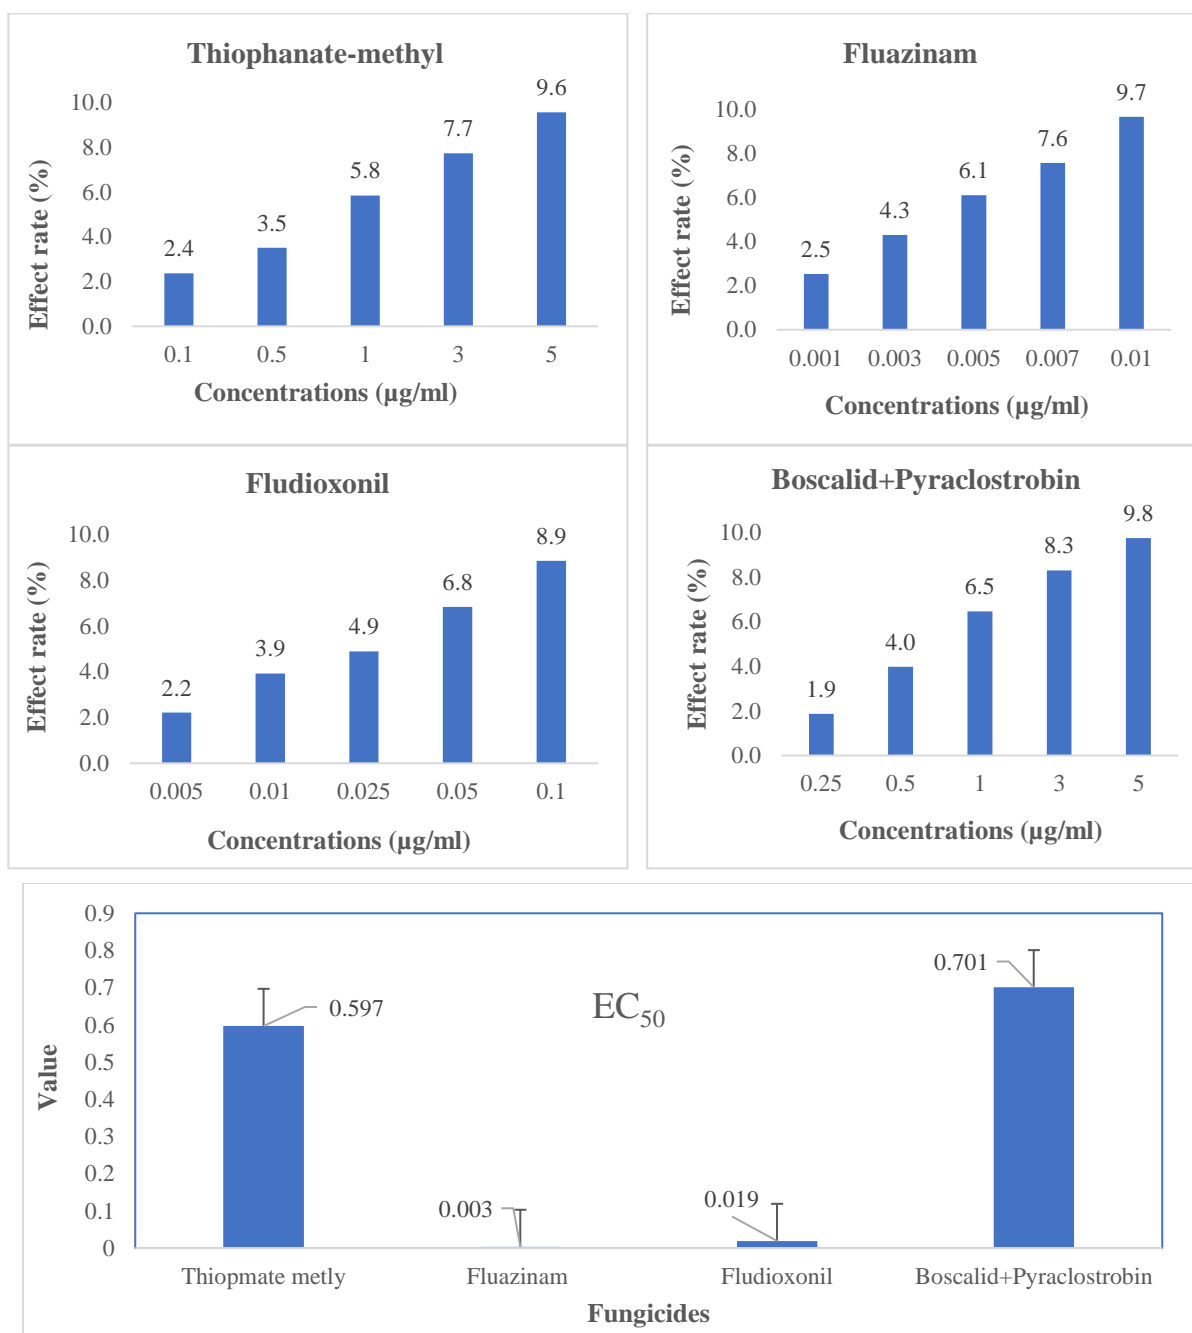 Thiophanate-methyl
Effect rate (%)
10.0
8.0
6.0
4.0
2.0
0.0
2.4
3.5
5.8
7.7
9.6
0.1 0.5 1 3 5
Concentrations (µg/ml)
Fluazinam
Effect rate (%)
10.0
8.0
6.0
4.0
2.0
0.0
2.5
4.3
6.1
7.6
9.7
0.001 0.003 0.005 0.007 0.01
Concentrations (µg/ml)
Fludioxonil
Effect rate (%)
10.0
8.0
6.0
4.0
2.0
0.0
2.2
3.9
4.9
6.8
8.9
0.005 0.01 0.025 0.05 0.1
Concentrations (µg/ml)
Boscalid+Pyraclostrobin
Effect rate (%)
10.0
8.0
6.0
4.0
2.0
0.0
1.9
4.0
6.5
8.3
9.8
0.25 0.5 1 3 5
Concentrations (µg/ml)
EC50
Value
0.9
0.8
0.7
0.6
0.5
0.4
0.3
0.2
0.1
0
0.597
0.003
0.019
0.701
Thiopmate metly Fluazinam Fludioxonil Boscalid+Pyraclostrobin
Fungicides